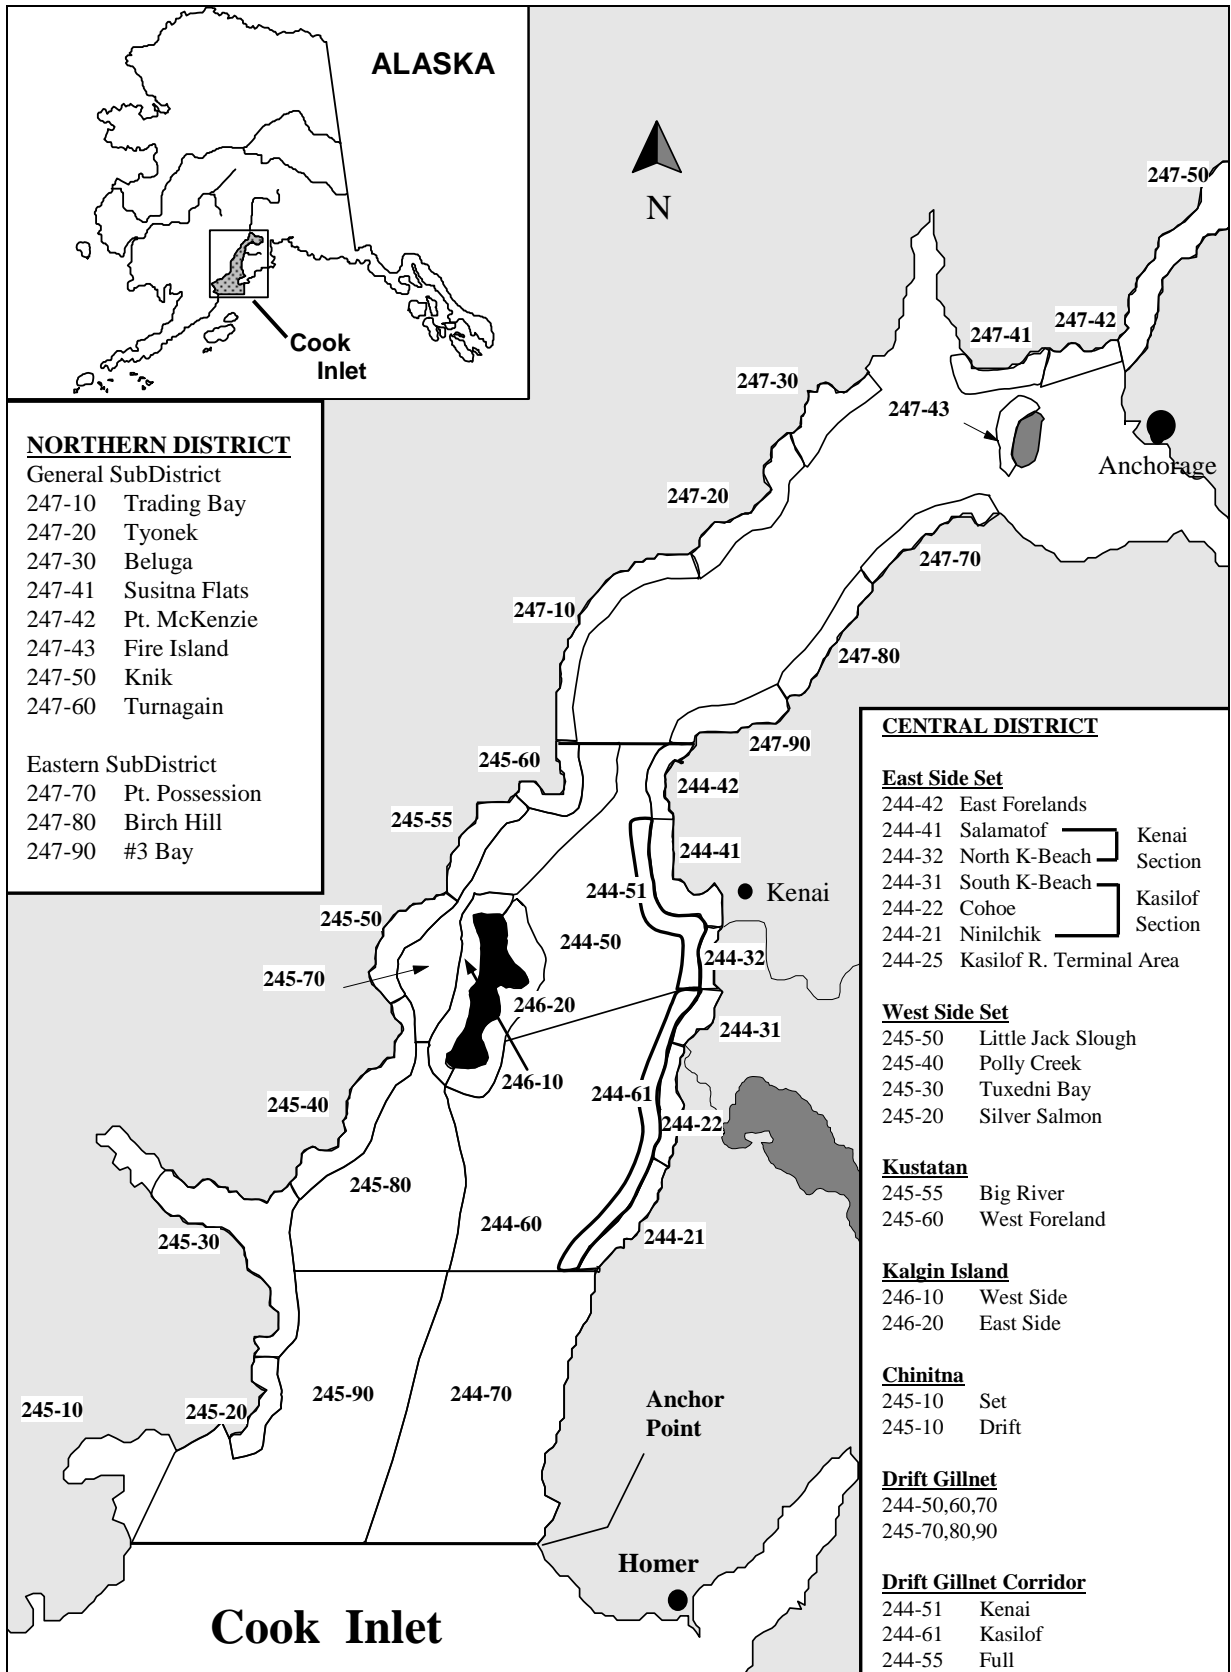 ALASKA
Cook
Inlet
N
NORTHERN DISTRICT
General SubDistrict
247-10 Trading Bay
247-20 Tyonek
247-30 Beluga
247-41 Susitna Flats
247-42 Pt. McKenzie
247-43 Fire Island
247-50 Knik
247-60 Turnagain
Eastern SubDistrict
247-70 Pt. Possession
247-80 Birch Hill
247-90 #3 Bay
247-50
247-42
247-41
247-30
247-43
Anchorage
247-20
247-70
247-10
247-80
247-90
245-60
244-42
245-55
244-41
244-51
Kenai
245-50
244-50
244-32
245-70
246-20
244-31
246-10
244-61
245-40
244-22
245-80
244-60
244-21
245-30
245-90
244-70
245-10
245-20
Anchor
Point
Homer
Cook Inlet
CENTRAL DISTRICT
East Side Set
244-42 East Forelands
244-41 Salamatof
244-32 North K-Beach
Kenai
Section
244-31 South K-Beach
244-22 Cohoe
244-21 Ninilchik
Kasilof
Section
244-25 Kasilof R. Terminal Area
West Side Set
245-50 Little Jack Slough
245-40 Polly Creek
245-30 Tuxedni Bay
245-20 Silver Salmon
Kustatan
245-55 Big River
245-60 West Foreland
Kalgin Island
246-10 West Side
246-20 East Side
Chinitna
245-10 Set
245-10 Drift
Drift Gillnet
244-50,60,70
245-70,80,90
Drift Gillnet Corridor
244-51 Kenai
244-61 Kasilof
244-55 Full